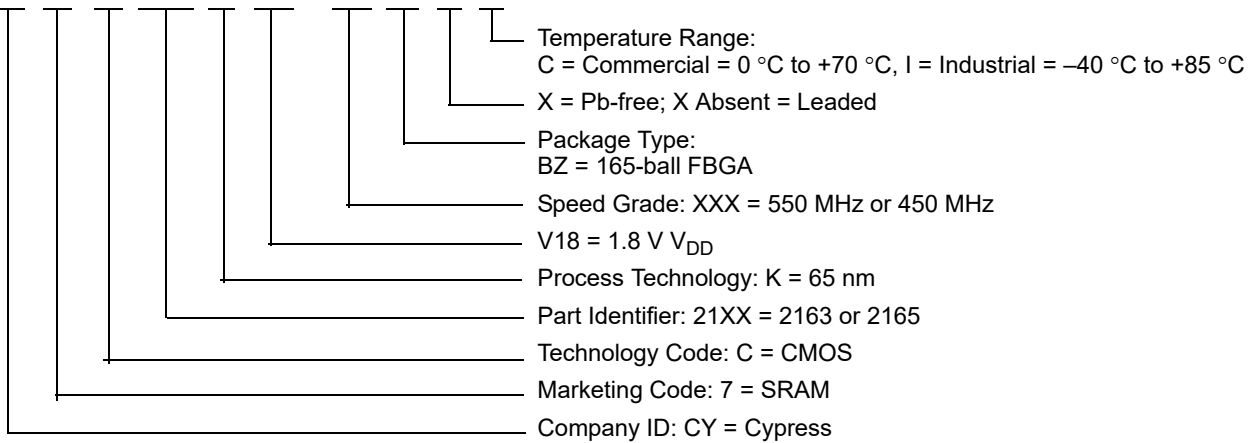 Temperature Range:
C = Commercial = 0 °C to +70 °C, I = Industrial = –40 °C to +85 °C
X = Pb-free; X Absent = Leaded
Package Type:
BZ = 165-ball FBGA
Speed Grade: XXX = 550 MHz or 450 MHz
V18 = 1.8 V VDD
Process Technology: K = 65 nm
Part Identifier: 21XX = 2163 or 2165
Technology Code: C = CMOS
Marketing Code: 7 = SRAM
Company ID: CY = Cypress